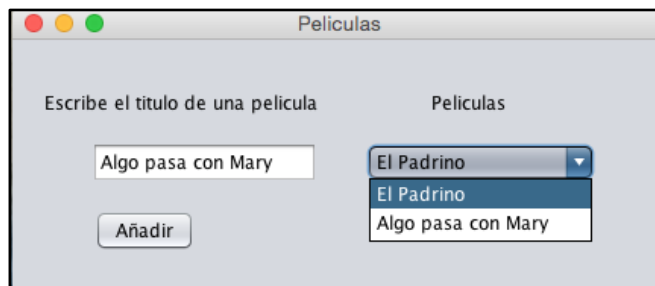 Peliculas
Escribe el titulo de una pelicula
Peliculas
Algo pasa con Mary
El Padrino
El Padrino
Algo pasa con Mary
Añadir